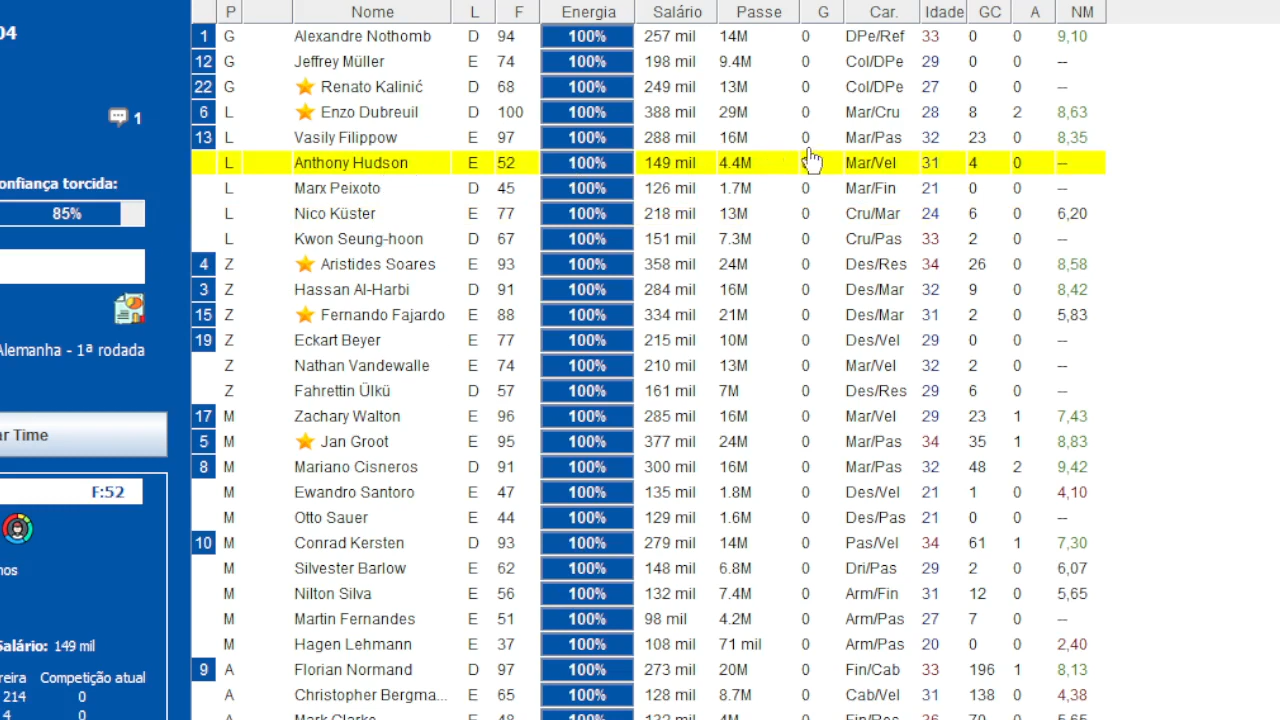 04
1
onfiança torcida:
85%
Alemanha - 1ª rodada
ar Time
F:52
nos
Salário: 149 mil
reira Competição atual
214 0
4 0
P Nome L F Energia Salário Passe G Car. Idade GC A NM
1 G Alexandre Nothomb D 94 100% 257 mil 14M 0 DPe/Ref 33 0 0 9,10
12 G Jeffrey Müller E 74 100% 198 mil 9.4M 0 Col/DPe 29 0 0 --
22 G Renato Kalinić D 68 100% 249 mil 13M 0 Col/DPe 27 0 0 --
6 L Enzo Dubreuil D 100 100% 388 mil 29M 0 Mar/Cru 28 8 2 8,63
13 L Vasily Filippow E 97 100% 288 mil 16M 0 Mar/Pas 32 23 0 8,35
L Anthony Hudson E 52 100% 149 mil 4.4M Mar/Vel 31 4 0 --
L Marx Peixoto D 45 100% 126 mil 1.7M 0 Mar/Fin 21 0 0 --
L Nico Küster E 77 100% 218 mil 13M 0 Cru/Mar 24 6 0 6,20
L Kwon Seung-hoon D 67 100% 151 mil 7.3M 0 Cru/Pas 33 2 0 --
4 Z Aristides Soares E 93 100% 358 mil 24M 0 Des/Res 34 26 0 8,58
3 Z Hassan Al-Harbi D 91 100% 284 mil 16M 0 Des/Mar 32 9 0 8,42
15 Z Fernando Fajardo E 88 100% 334 mil 21M 0 Des/Mar 31 2 0 5,83
19 Z Eckart Beyer E 77 100% 215 mil 10M 0 Des/Vel 29 0 0 --
Z Nathan Vandewalle E 74 100% 210 mil 13M 0 Mar/Vel 32 2 0 --
Z Fahrettin Ülkü D 57 100% 161 mil 7M 0 Des/Res 29 6 0 --
17 M Zachary Walton E 96 100% 285 mil 16M 0 Mar/Vel 29 23 1 7,43
5 M Jan Groot E 95 100% 377 mil 24M 0 Mar/Pas 34 35 1 8,83
8 M Mariano Cisneros D 91 100% 300 mil 16M 0 Mar/Pas 32 48 2 9,42
M Ewandro Santoro E 47 100% 135 mil 1.8M 0 Des/Vel 21 1 0 4,10
M Otto Sauer E 44 100% 129 mil 1.6M 0 Des/Pas 21 0 0 --
10 M Conrad Kersten D 93 100% 279 mil 14M 0 Pas/Vel 34 61 1 7,30
M Silvester Barlow E 62 100% 148 mil 6.8M 0 Dri/Pas 29 2 0 6,07
M Nilton Silva E 56 100% 132 mil 7.4M 0 Arm/Fin 31 12 0 5,65
M Martin Fernandes E 51 100% 98 mil 4.2M 0 Arm/Pas 27 7 0 --
M Hagen Lehmann E 37 100% 108 mil 71 mil 0 Arm/Pas 20 0 0 2,40
9 A Florian Normand D 97 100% 273 mil 20M 0 Fin/Cab 33 196 1 8,13
A Christopher Bergma... E 65 100% 128 mil 8.7M 0 Cab/Vel 31 138 0 4,38
A Mark Clarke E 48 100% 132 mil 4M 0 Fin/Res 26 70 0 5,65